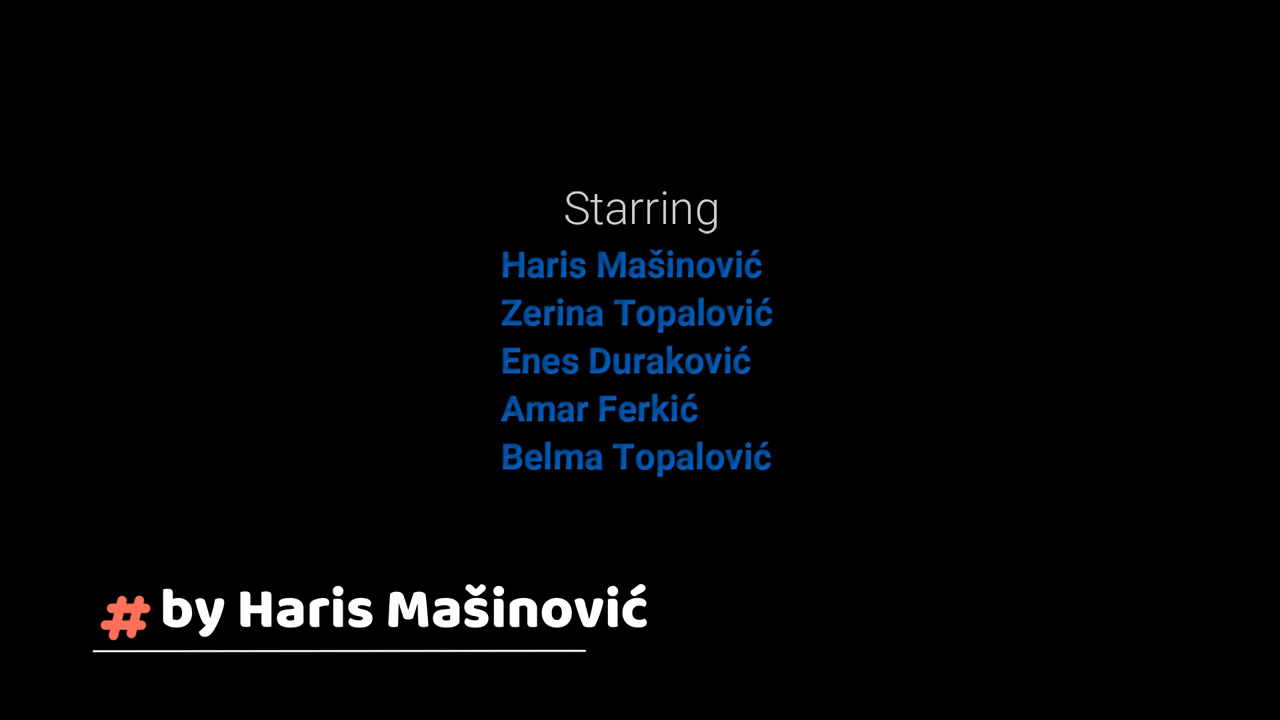 Starring
Haris Mašinović
Zerina Topalović
Enes Duraković
Amar Ferkić
Belma Topalović
# by Haris Mašinović